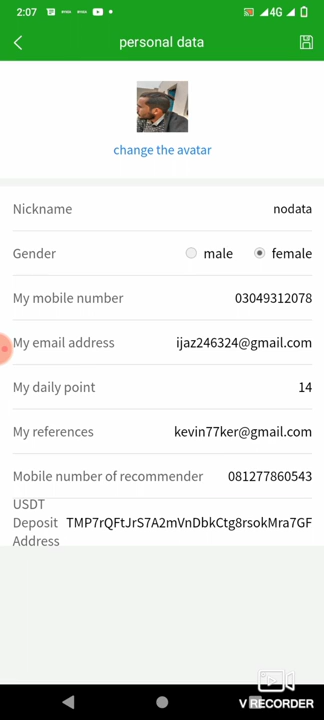 2:07 4G
personal data
change the avatar
Nickname nodata
Gender male female
My mobile number 03049312078
My email address ijaz246324@gmail.com
My daily point 14
My references kevin77ker@gmail.com
Mobile number of recommender 081277860543
USDT
Deposit TMP7rQFtJrS7A2mVnDbkCtg8rsokMra7GF
Address
V RECORDER